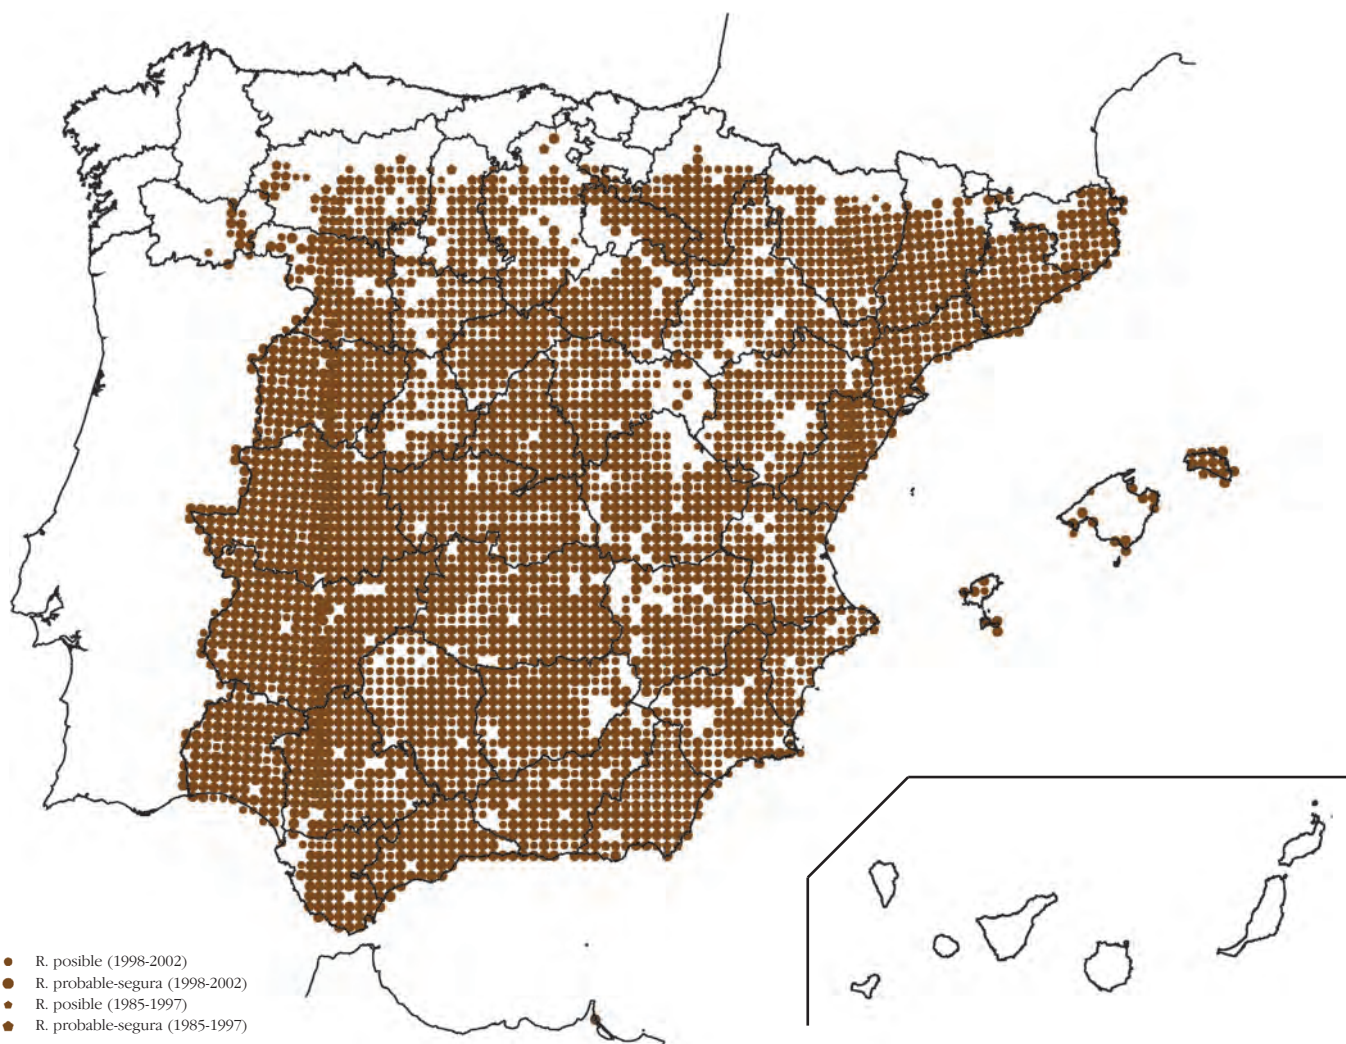 R. posible (1998-2002)
R. probable-segura (1998-2002)
R. posible (1985-1997)
R. probable-segura (1985-1997)